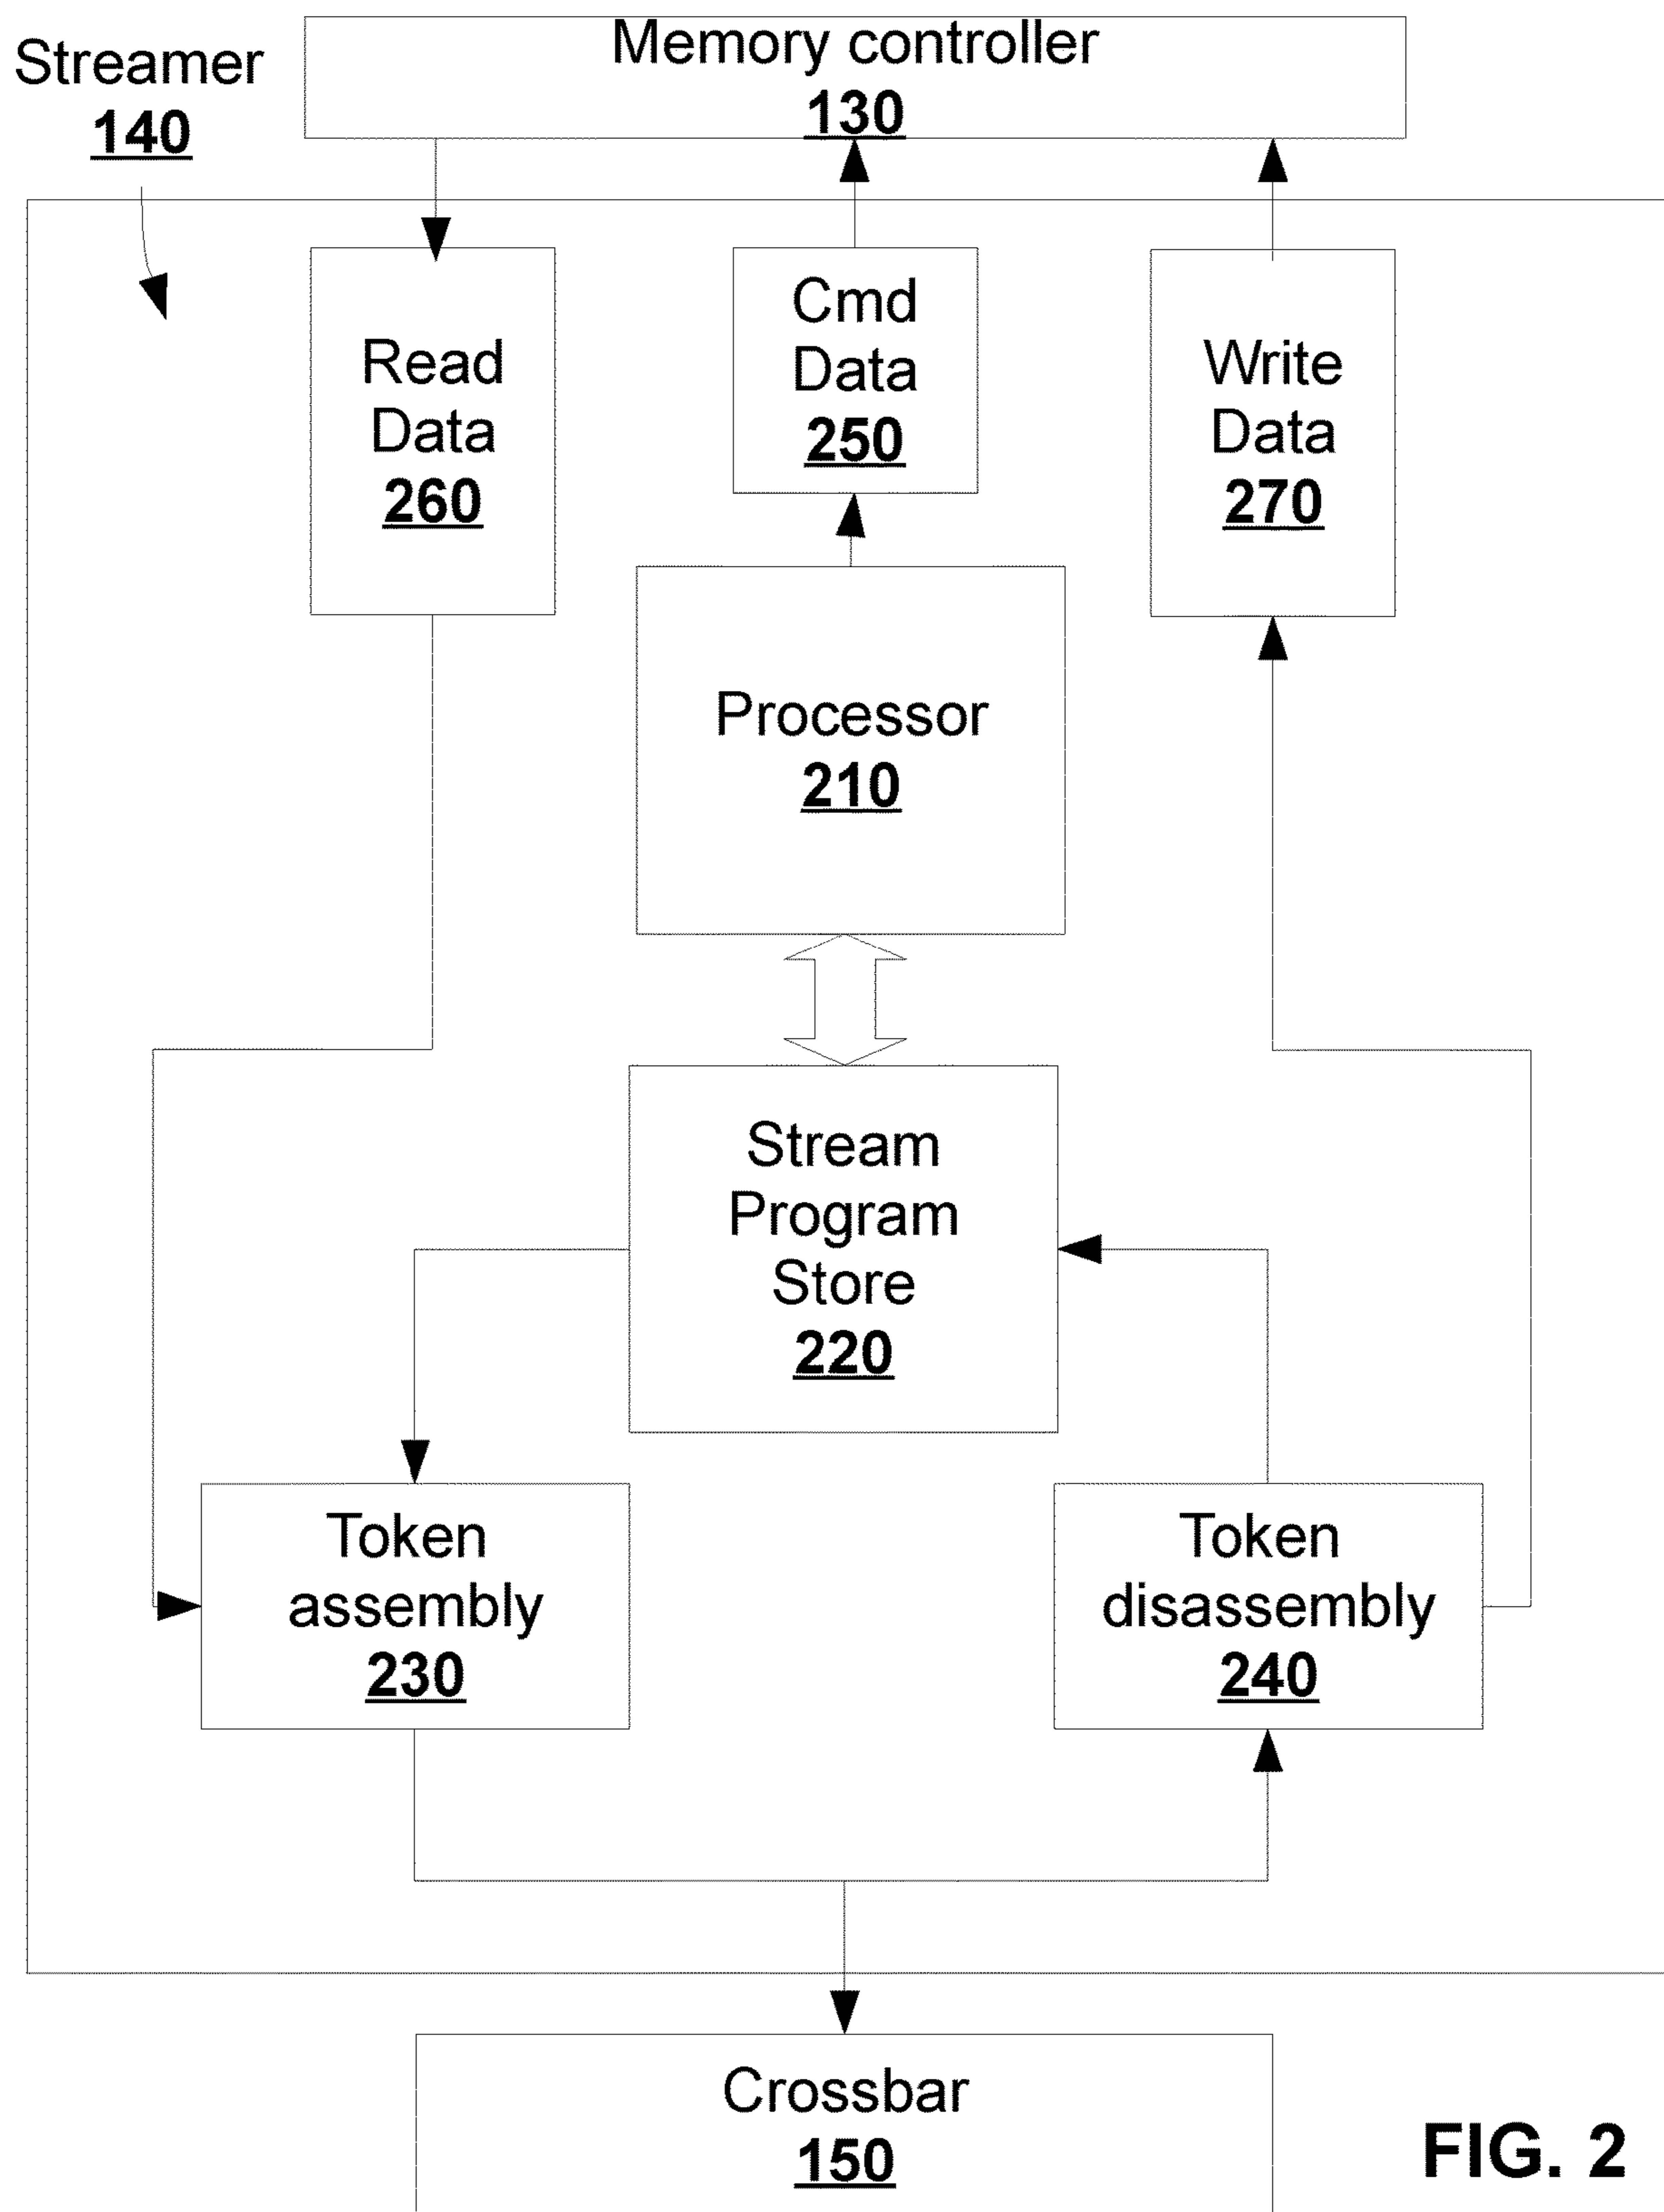 Streamer
140
Memory controller
130
Read
Data
260
Cmd
Data
250
Write
Data
270
Processor
210
Stream
Program
Store
220
Token
assembly
230
Token
disassembly
240
Crossbar
150
FIG. 2